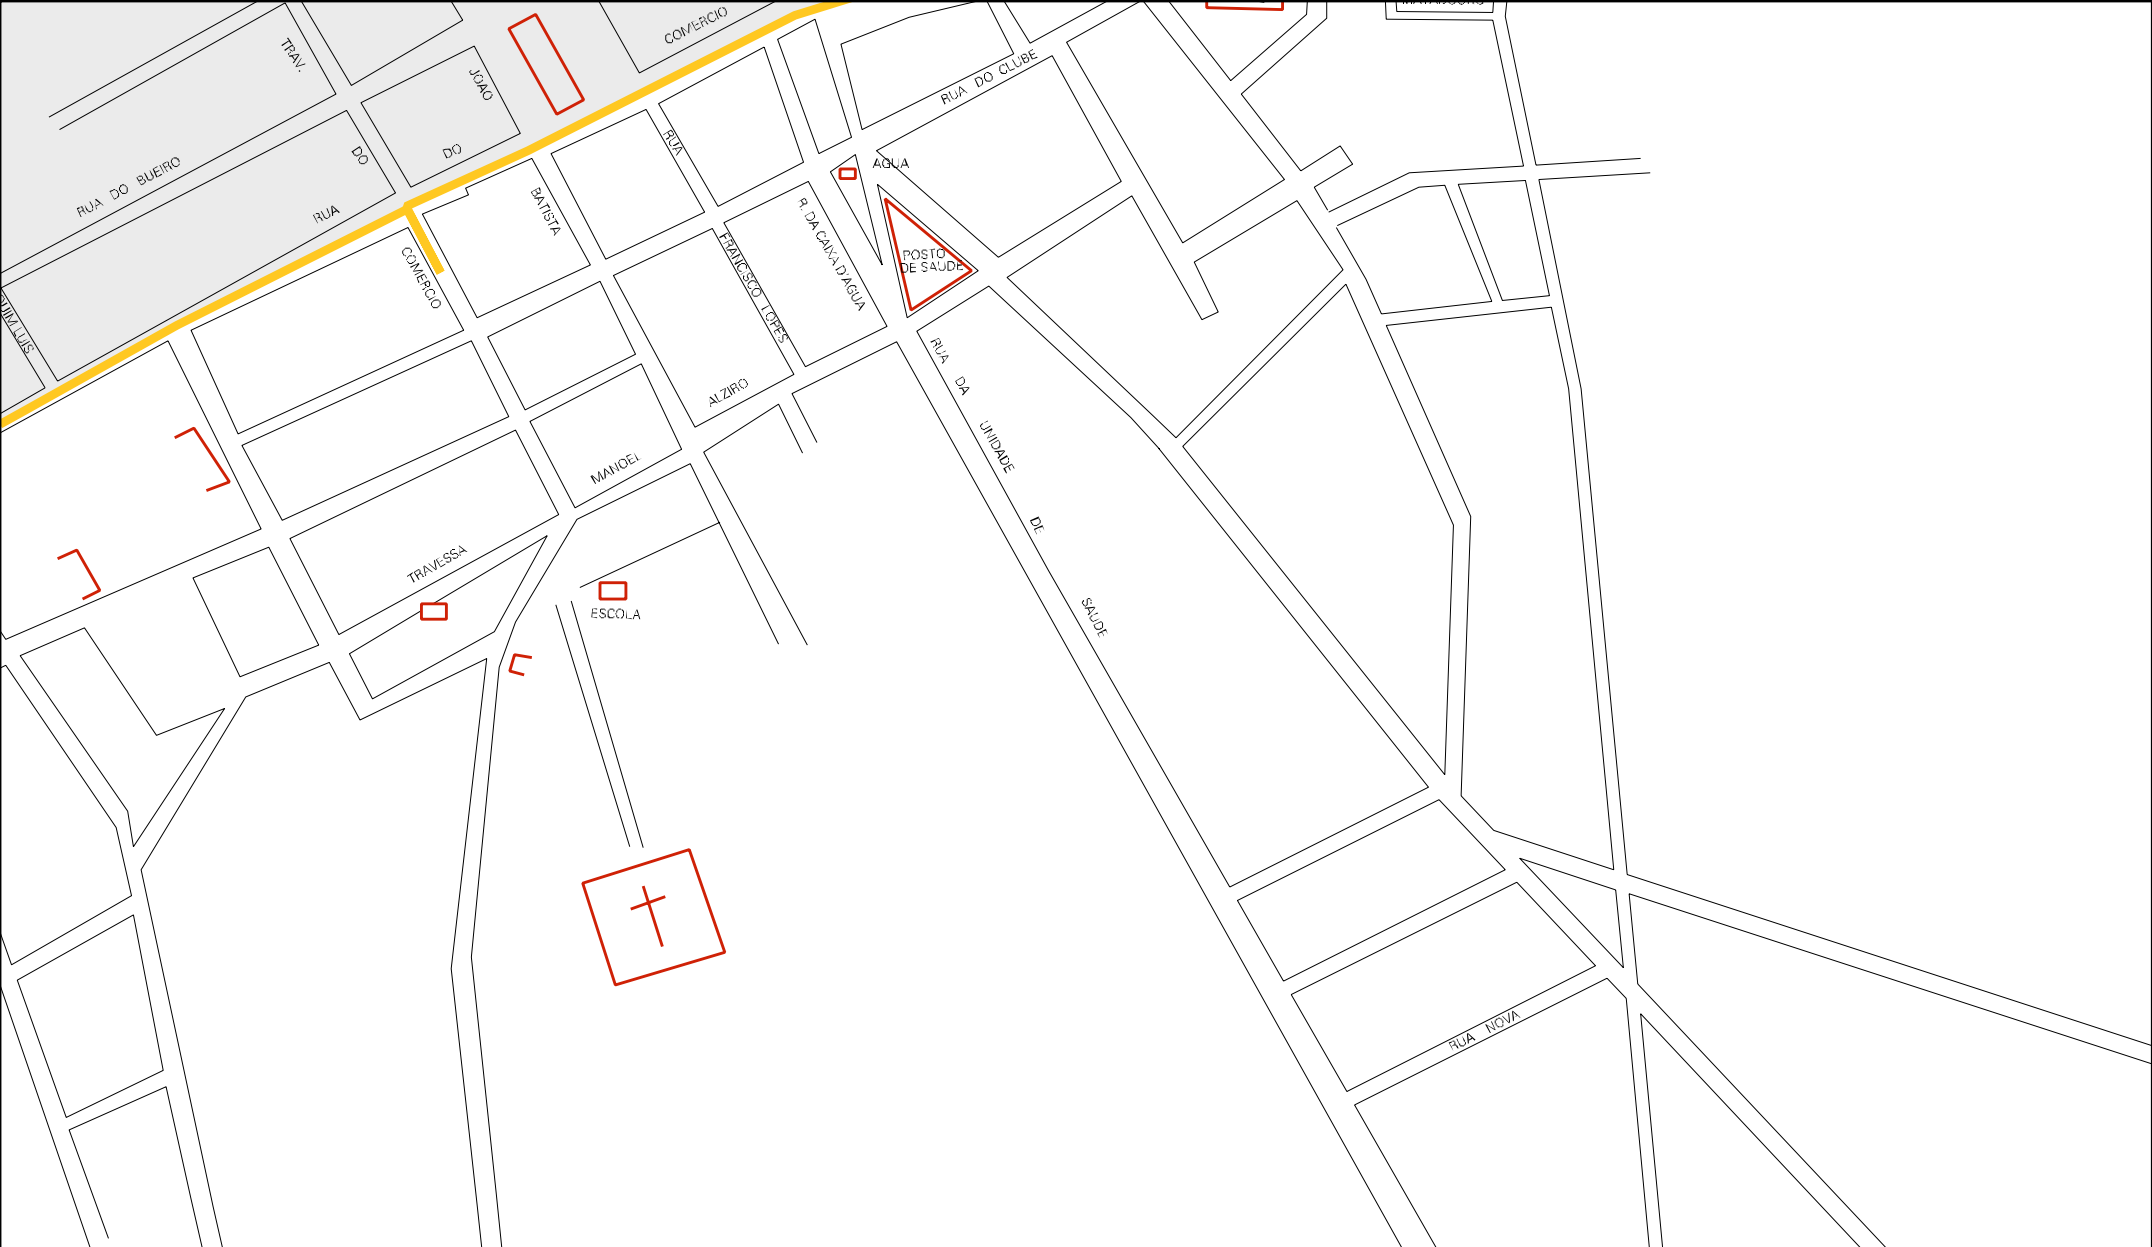 COMERCIO
TRAV.
JOAO
RUA DO CLUBE
RUA
DO
DO
AGUA
RUA DO BUEIRO
RUA
BATISTA
R. DA CAIXA D'AGUA
POSTO
DE SAUDE
COMERCIO
FRANCISCO LOPES
LUIS
RUA DA UNIDADE DE SAUDE
ALZIRO
MANOEL
TRAVESSA
ESCOLA
RUA NOVA